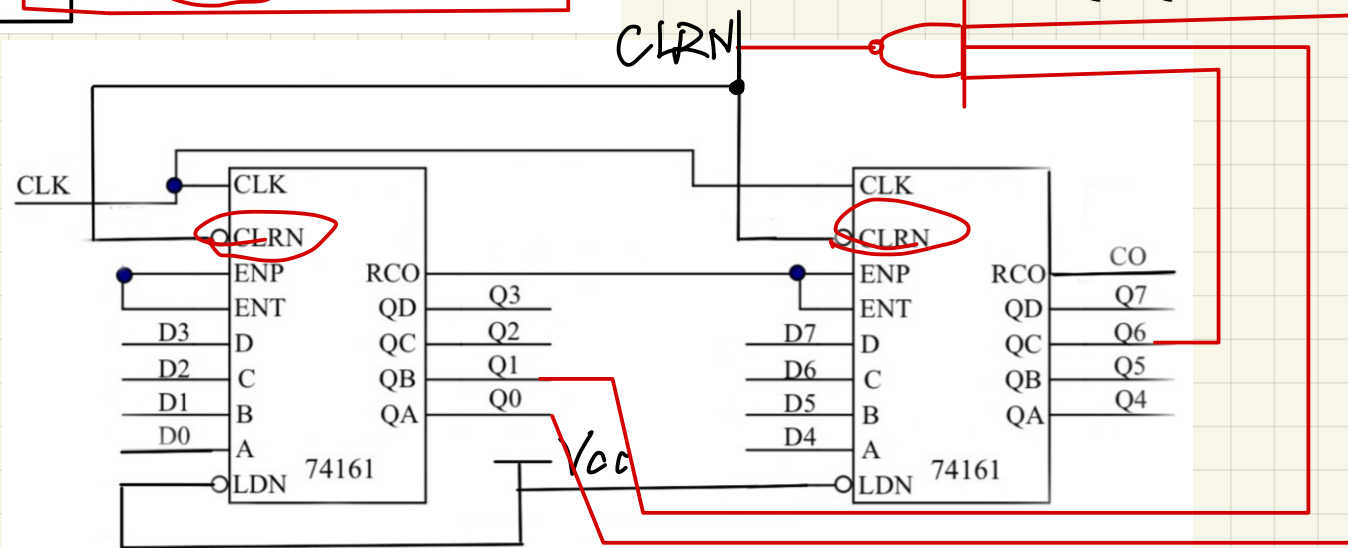 CLRN
CLK
CLK
CLRN
ENP
ENT
D3
D
D2
C
D1
B
D0
A
LDN
RCO
QD
Q3
QC
Q2
QB
Q1
QA
Q0
74161
Vcc
CLK
CLRN
ENP
ENT
D7
D
D6
C
D5
B
D4
A
LDN
RCO
CO
QD
Q7
QC
Q6
QB
Q5
QA
Q4
74161